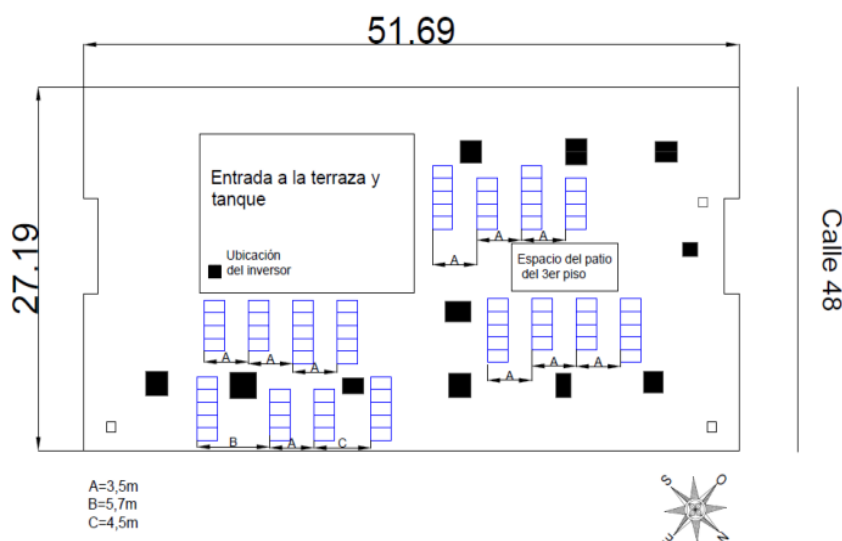 51.69
27.19
Entrada a la terraza y
tanque
Ubicación
del inversor
A
A
A
Espacio del patio
del 3er piso
Calle 48
A
A
A
A
A
A
B
A
C
A=3,5m
B=5,7m
C=4,5m
S
O
E
N